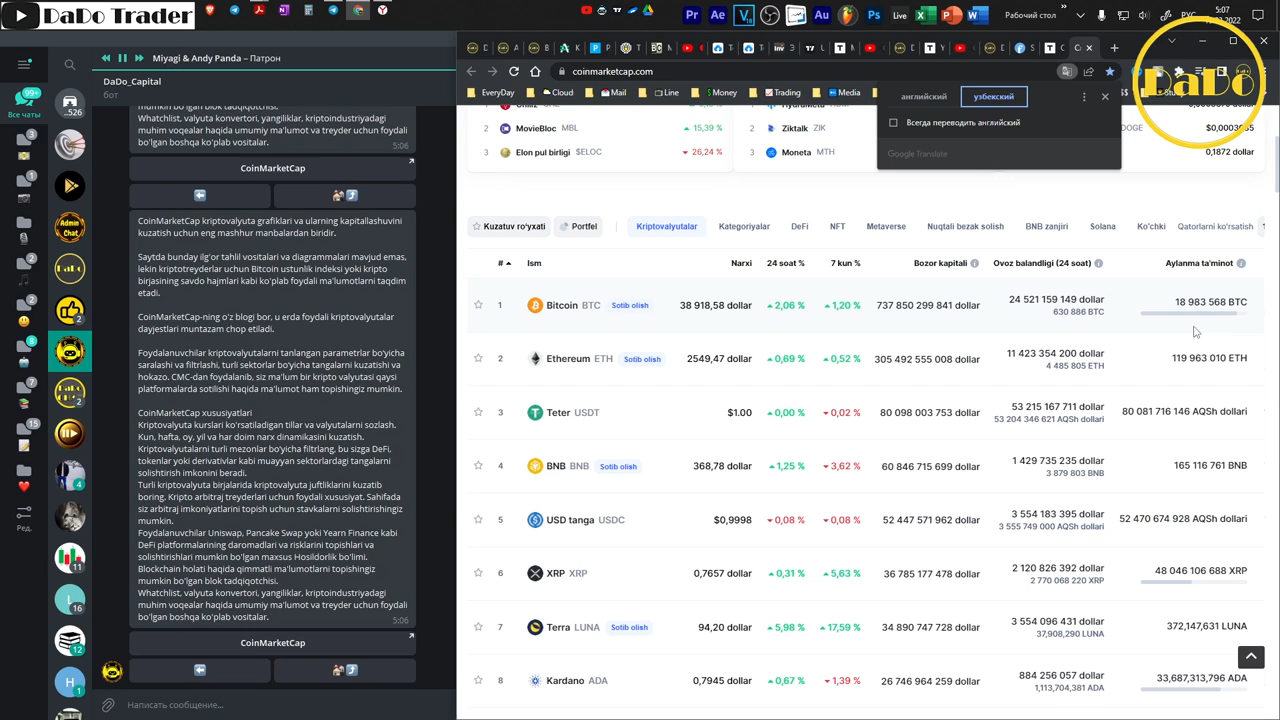 DaDo Trader
Рабочий стол
РУС
5:07
2022
Miyagi & Andy Panda – Патрон
DaDo_Capital
бот
99+
Все чаты
Ред.
Whatchlist, valyuta konvertori, yangiliklar, kriptoindustriyadagi
muhim voqealar haqida umumiy ma'lumot va treyder uchun foydali
bo'lgan boshqa ko'plab vositalar.
5:06
CoinMarketCap
CoinMarketCap kriptovalyuta grafiklari va ularning kapitallashuvini
kuzatish uchun eng mashhur manbalardan biridir.
Saytda bunday ilg'or tahlil vositalari va diagrammalari mavjud emas,
lekin kriptotreyderlar uchun Bitcoin ustunlik indeksi yoki kripto
birjasining savdo hajmlari kabi ko'plab foydali ma'lumotlarni taqdim
etadi.
CoinMarketCap-ning o'z blogi bor, u erda foydali kriptovalyutalar
dayjestlari muntazam chop etiladi.
Foydalanuvchilar kriptovalyutalarni tanlangan parametrlar bo'yicha
saralashi va filtrlashi, turli sektorlar bo'yicha tangalarni kuzatishi va
hokazo. CMC-dan foydalanib, siz ma'lum bir kripto valyutasi qaysi
platformalarda sotilishi haqida ma'lumot ham topishingiz mumkin.
CoinMarketCap xususiyatlari
Kriptovalyuta kurslari ko'rsatiladigan tillar va valyutalarni sozlash.
Kun, hafta, oy, yil va har doim narx dinamikasini kuzatish.
Kriptovalyutalarni turli mezonlar bo'yicha filtrlang, bu sizga DeFi,
tokenlar yoki derivativlar kabi muayyan sektorlardagi tangalarni
solishtirish imkonini beradi.
Turli kriptovalyuta birjalarida kriptovalyuta juftliklarini kuzatib
boring. Kripto arbitraj treyderlari uchun foydali xususiyat. Sahifada
siz arbitraj imkoniyatlarini topish uchun stavkalarni solishtirishingiz
mumkin.
Foydalanuvchilar Uniswap, Pancake Swap yoki Yearn Finance kabi
DeFi platformalarining daromadlari va risklarini topishlari va
solishtirishlari mumkin bo'lgan maxsus Hosildorlik bo'limi.
Blockchain holati haqida qimmatli ma'lumotlarni topishingiz
mumkin bo'lgan blok tadqiqotchisi.
Whatchlist, valyuta konvertori, yangiliklar, kriptoindustriyadagi
muhim voqealar haqida umumiy ma'lumot va treyder uchun foydali
bo'lgan boshqa ko'plab vositalar.
5:06
CoinMarketCap
Написать сообщение...
coinmarketcap.com
EveryDay Cloud Mail Line $Money Trading Media
английский узбекский
Всегда переводить английский
Google Translate
DaDo
2 MovieBloc MBL 15,39 %
3 Elon pul birligi $ELOC 26,24 %
2 Ziktalk ZIK
3 Moneta MTH
0,1872 dollar
Kuzatuv ro'yxati Portfel Kriptovalyutalar Kategoriyalar DeFi NFT Metaverse Nuqtali bezak solish BNB zanjiri Solana Ko'chki Qatorlarni ko'rsatish
# Ism Narxi 24 soat % 7 kun % Bozor kapitali Ovoz balandligi (24 soat) Aylanma ta'minot
1 Bitcoin BTC Sotib olish 38 918,58 dollar 2,06 % 1,20 % 737 850 299 841 dollar 24 521 159 149 dollar 18 983 568 BTC
630 886 BTC
2 Ethereum ETH Sotib olish 2549,47 dollar 0,69 % 0,52 % 305 492 555 008 dollar 11 423 354 200 dollar 119 963 010 ETH
4 485 805 ETH
3 Teter USDT $1.00 0,00 % 0,02 % 80 098 003 753 dollar 53 215 167 711 dollar 80 081 716 146 AQSh dollari
53 204 346 621 AQSh dollari
4 BNB BNB Sotib olish 368,78 dollar 1,25 % 3,62 % 60 846 715 699 dollar 1 429 735 235 dollar 165 116 761 BNB
3 879 803 BNB
5 USD tanga USDC $0,9998 0,08 % 0,08 % 52 447 571 962 dollar 3 554 183 395 dollar 52 470 674 928 AQSh dollari
3 555 749 000 AQSh dollari
6 XRP XRP 0,7657 dollar 0,31 % 5,63 % 36 785 177 478 dollar 2 120 826 392 dollar 48 046 106 688 XRP
2 770 068 220 XRP
7 Terra LUNA Sotib olish 94,20 dollar 5,98 % 17,59 % 34 890 747 728 dollar 3 554 096 431 dollar 372,147,631 LUNA
37,908,290 LUNA
8 Kardano ADA 0,7945 dollar 0,67 % 1,39 % 26 746 964 259 dollar 884 256 057 dollar 33,687,313,796 ADA
1,113,704,381 ADA